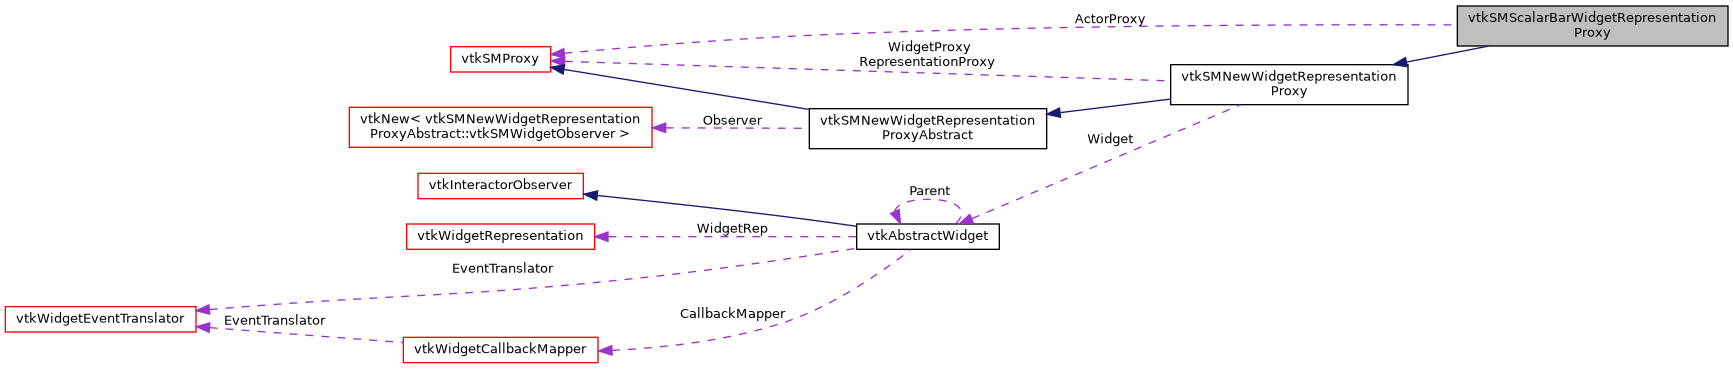 vtkSMScalarBarWidgetRepresentation
Proxy
ActorProxy
WidgetProxy
RepresentationProxy
vtkSMProxy
vtkSMNewWidgetRepresentation
Proxy
vtkNew< vtkSMNewWidgetRepresentation
ProxyAbstract::vtkSMWidgetObserver >
Observer
vtkSMNewWidgetRepresentation
ProxyAbstract
Widget
vtkInteractorObserver
Parent
vtkWidgetRepresentation
WidgetRep
vtkAbstractWidget
EventTranslator
vtkWidgetEventTranslator
EventTranslator
CallbackMapper
vtkWidgetCallbackMapper